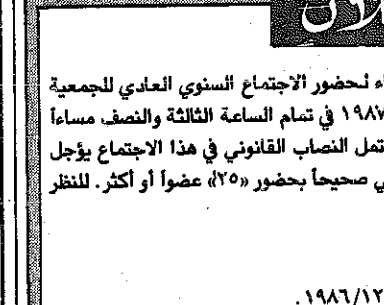 لحضور الاجتماع السنوي العادي للجمعية
١٩٨٧ في تمام الساعة الثالثة والنصف مساءاً
النصاب القانوني في هذا الاجتماع يؤجل
صحيحاً بحضور «٢٥» عضواً أو أكثر. للنظر
١٩٨٦/١٢.